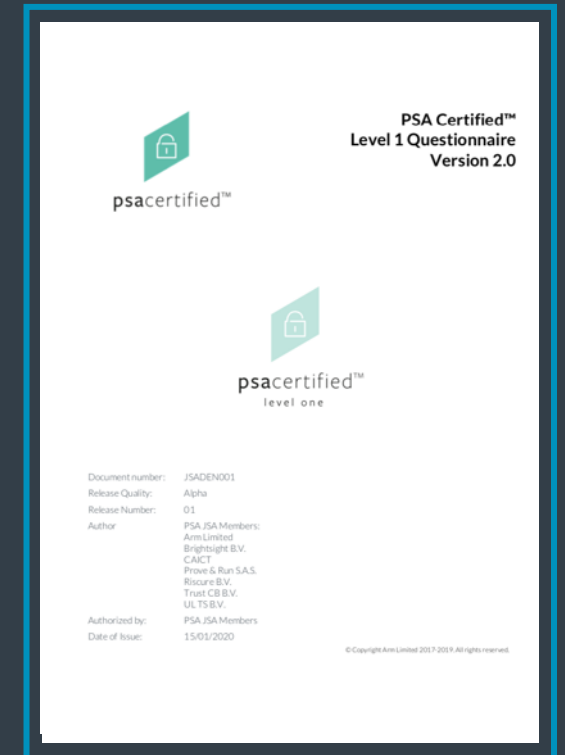 PSA Certified™
Level 1 Questionnaire
Version 2.0
psacertified™
psacertified™
level one
Document number: JSADEN001
Release Quality: Alpha
Release Number: 01
Author PSA JSA Members:
Arm Limited
Brightsight B.V.
CAICT
Prove & Run S.A.S.
Riscure B.V.
Trust CB B.V.
UL TS B.V.
Authorized by: PSA JSA Members
Date of Issue: 15/01/2020
© Copyright Arm Limited 2017-2019. All rights reserved.